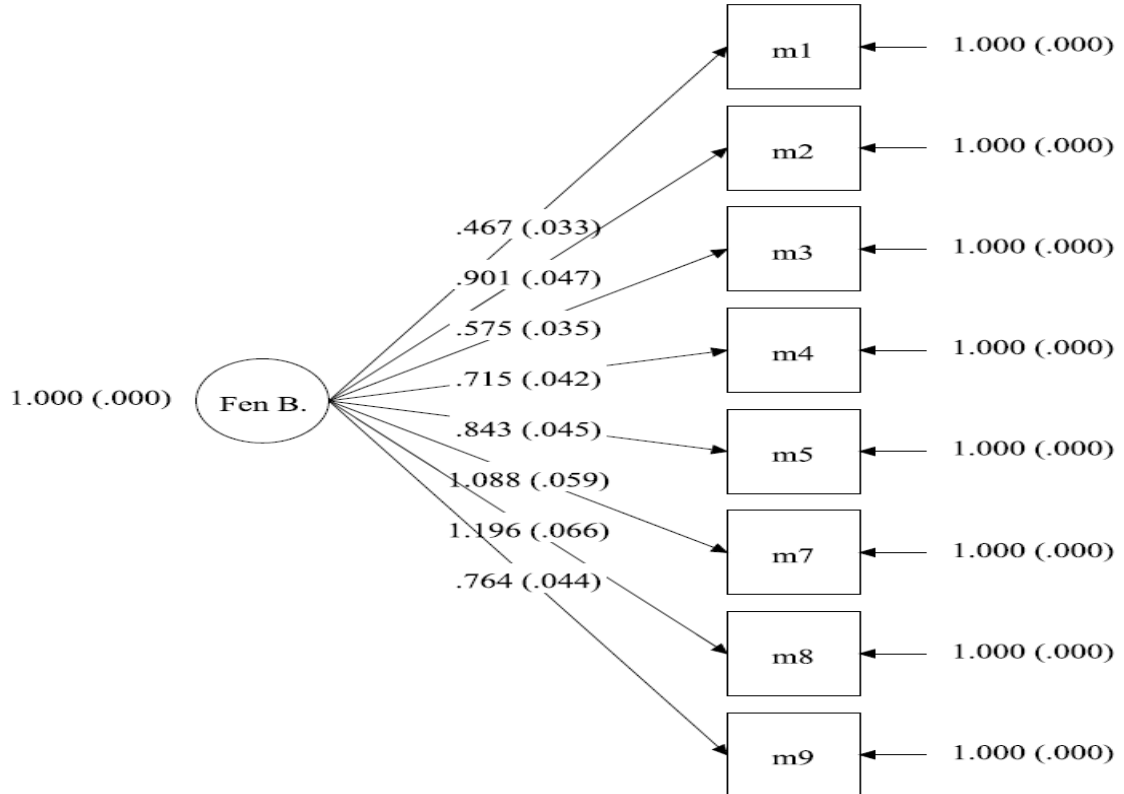 m1
1.000 (.000)
m2
1.000 (.000)
.467 (.033)
m3
1.000 (.000)
.901 (.047)
.575 (.035)
m4
1.000 (.000)
.715 (.042)
1.000 (.000)
Fen B.
.843 (.045)
m5
1.000 (.000)
1.088 (.059)
1.196 (.066)
m7
1.000 (.000)
.764 (.044)
m8
1.000 (.000)
m9
1.000 (.000)